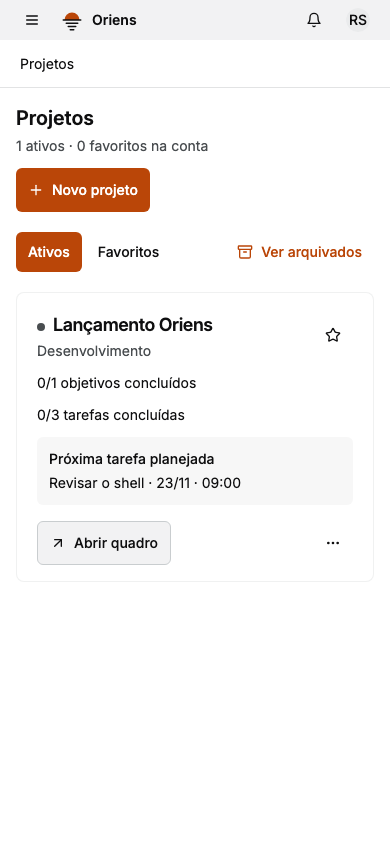 Oriens
RS
Projetos
Projetos
1 ativos · 0 favoritos na conta
Novo projeto
Ativos
Favoritos
Ver arquivados
Lançamento Oriens
Desenvolvimento
0/1 objetivos concluídos
0/3 tarefas concluídas
Próxima tarefa planejada
Revisar o shell · 23/11 · 09:00
Abrir quadro